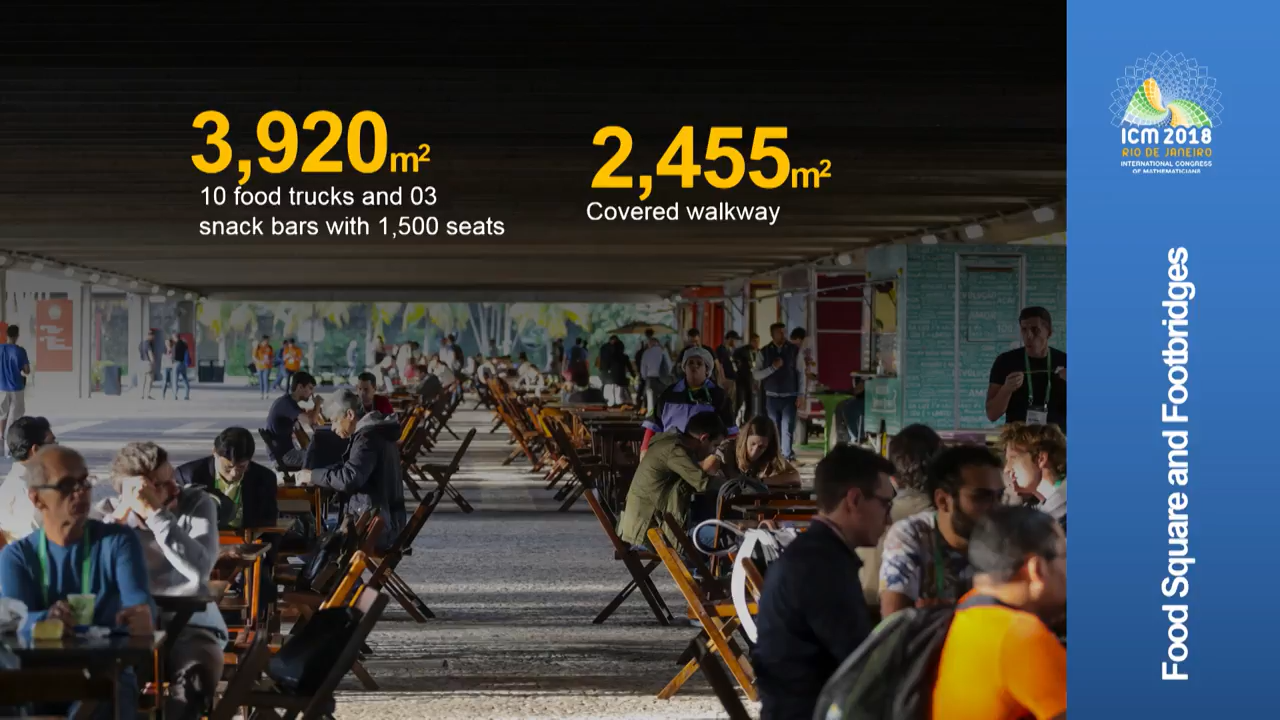 3,920m²
10 food trucks and 03
snack bars with 1,500 seats
2,455m²
Covered walkway
ICM 2018
RIO DE JANEIRO
INTERNATIONAL CONGRESS
OF MATHEMATICIANS
Food Square and Footbridges